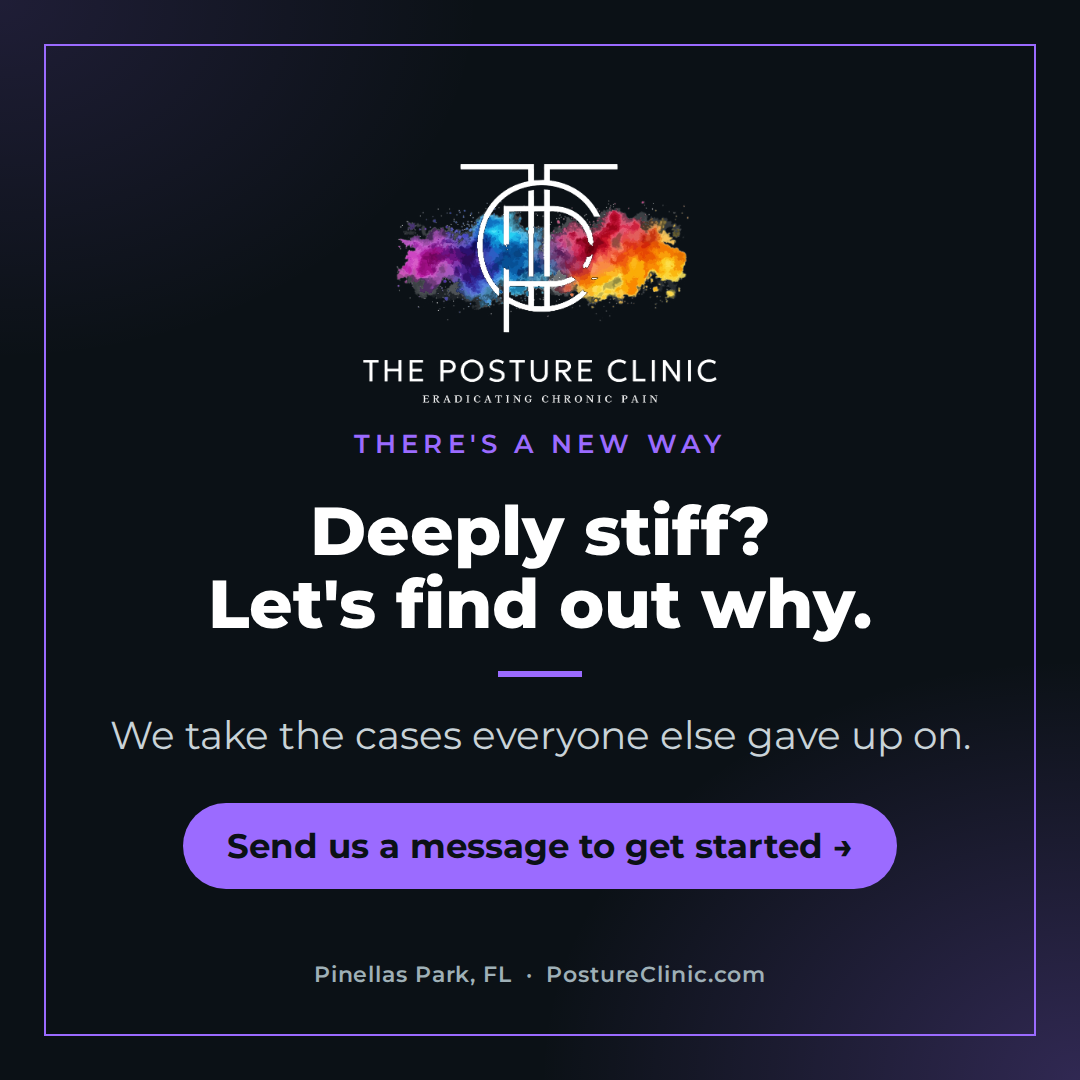 THE POSTURE CLINIC
ERADICATING CHRONIC PAIN
THERE'S A NEW WAY
Deeply stiff?
Let's find out why.
We take the cases everyone else gave up on.
Send us a message to get started →
Pinellas Park, FL · PostureClinic.com